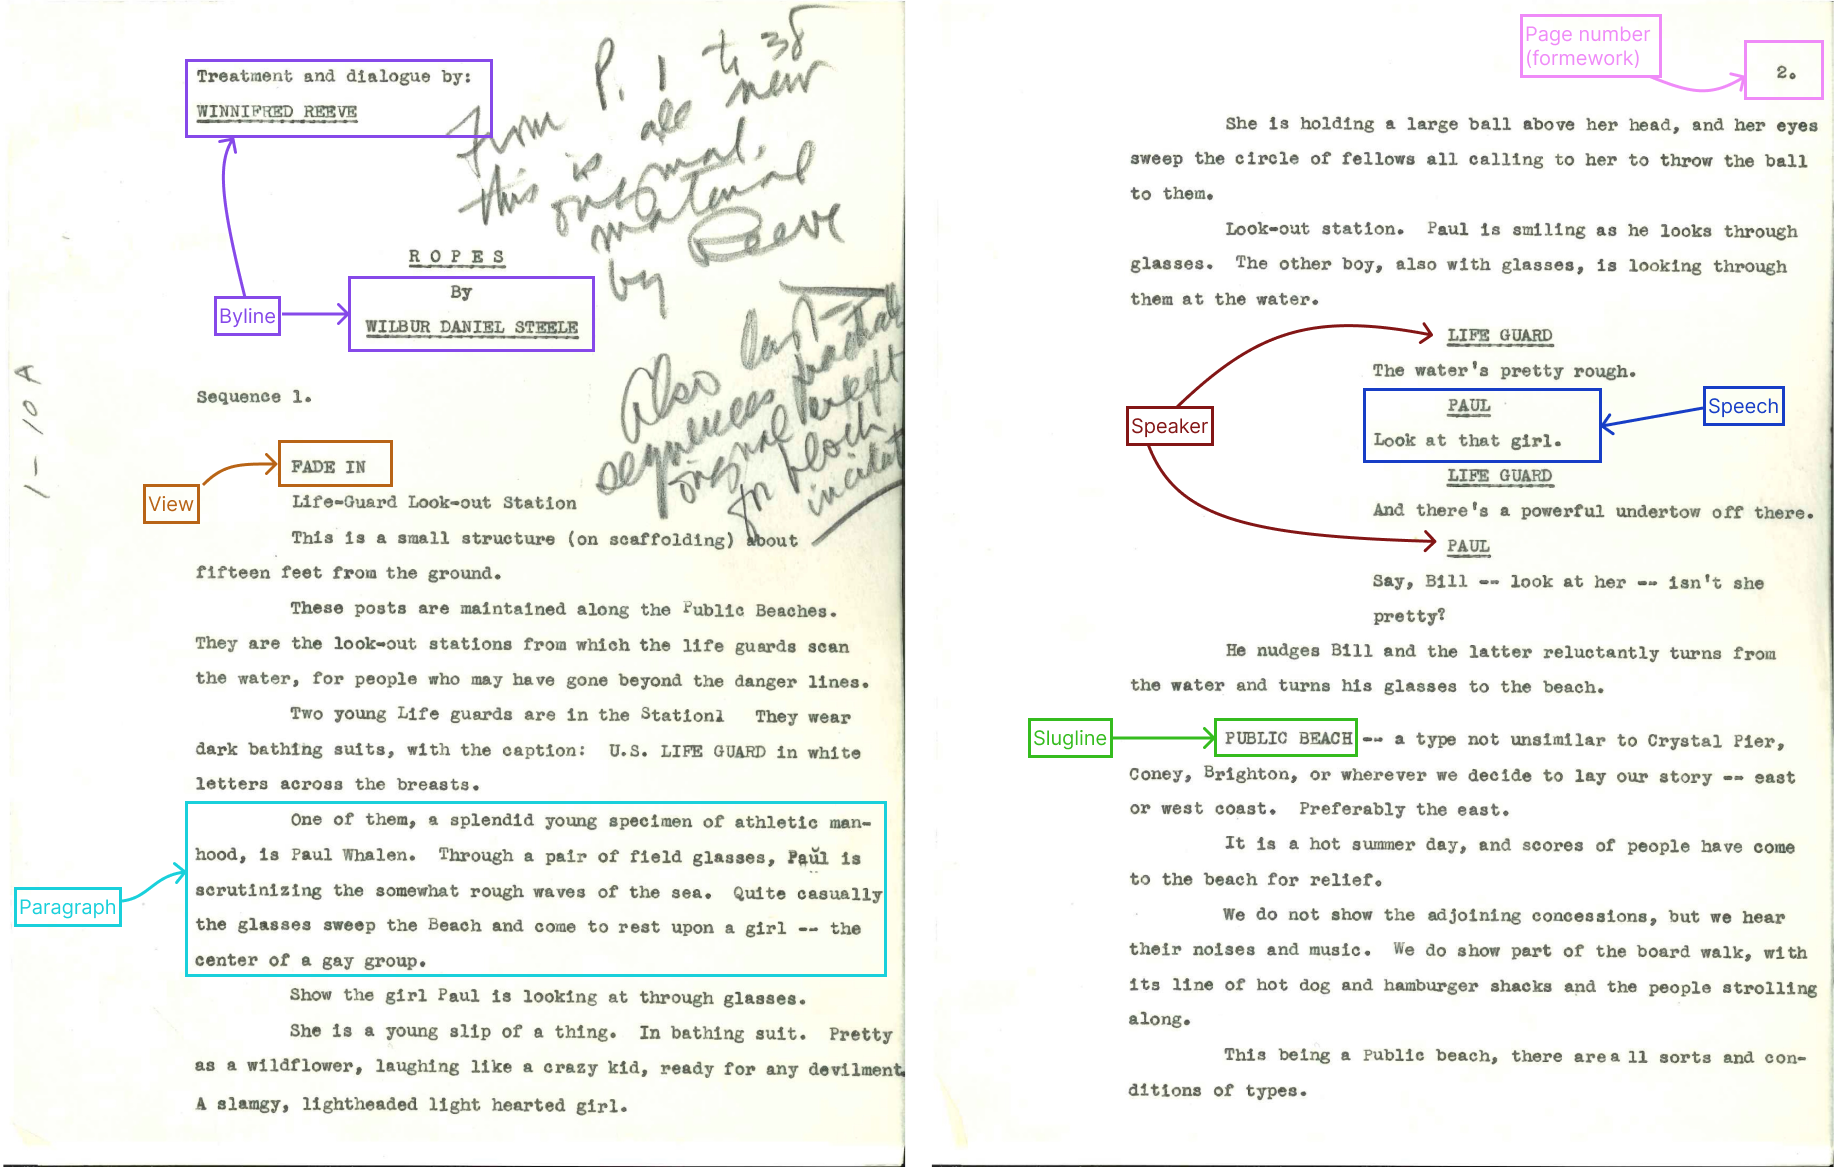 Treatment and dialogue by:
WINNIFRED REEVE
From P. 1 to 38
this is all new
original
material
by Reeve
R O P E S
By
WILBUR DANIEL STEELE
Byline
Also last
sequences
original except
for
1-10 A
Sequence 1.
View
FADE IN
Life-Guard Look-out Station
This is a small structure (on scaffolding) about
fifteen feet from the ground.
These posts are maintained along the Public Beaches.
They are the look-out stations from which the life guards scan
the water, for people who may have gone beyond the danger lines.
Two young Life guards are in the Station1 They wear
dark bathing suits, with the caption: U.S. LIFE GUARD in white
letters across the breasts.
Paragraph
One of them, a splendid young specimen of athletic man-
hood, is Paul Whalen. Through a pair of field glasses, Paul is
scrutinizing the somewhat rough waves of the sea. Quite casually
the glasses sweep the Beach and come to rest upon a girl -- the
center of a gay group.
Show the girl Paul is looking at through glasses.
She is a young slip of a thing. In bathing suit. Pretty
as a wildflower, laughing like a crazy kid, ready for any devilment.
A slamgy, lightheaded light hearted girl.
Page number
(formework)
2.
She is holding a large ball above her head, and her eyes
sweep the circle of fellows all calling to her to throw the ball
to them.
Look-out station. Paul is smiling as he looks through
glasses. The other boy, also with glasses, is looking through
them at the water.
LIFE GUARD
The water's pretty rough.
Speaker
PAUL
Look at that girl.
Speech
LIFE GUARD
And there's a powerful undertow off there.
PAUL
Say, Bill -- look at her -- isn't she
pretty?
He nudges Bill and the latter reluctantly turns from
the water and turns his glasses to the beach.
Slugline
PUBLIC BEACH -- a type not unsimilar to Crystal Pier,
Coney, Brighton, or wherever we decide to lay our story -- east
or west coast. Preferably the east.
It is a hot summer day, and scores of people have come
to the beach for relief.
We do not show the adjoining concessions, but we hear
their noises and music. We do show part of the board walk, with
its line of hot dog and hamburger shacks and the people strolling
along.
This being a Public beach, there area ll sorts and con-
ditions of types.